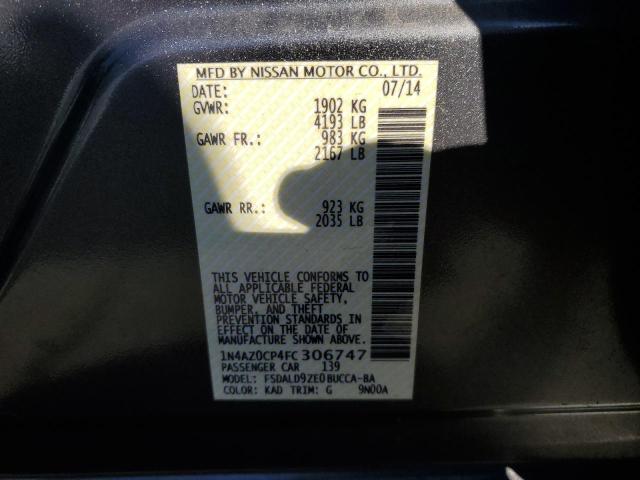 MFD BY NISSAN MOTOR CO., LTD.
DATE: 07/14
GVWR: 1902 KG
4193 LB
GAWR FR.: 983 KG
2167 LB
GAWR RR.: 923 KG
2035 LB
THIS VEHICLE CONFORMS TO
ALL APPLICABLE FEDERAL
MOTOR VEHICLE SAFETY,
BUMPER, AND THEFT
PREVENTION STANDARDS IN
EFFECT ON THE DATE OF
MANUFACTURE SHOWN ABOVE.
1N4AZ0CP4FC306747
PASSENGER CAR 139
MODEL: FSDALD9ZE0BUCCA-BA
COLOR: KAD TRIM: G 9N00A